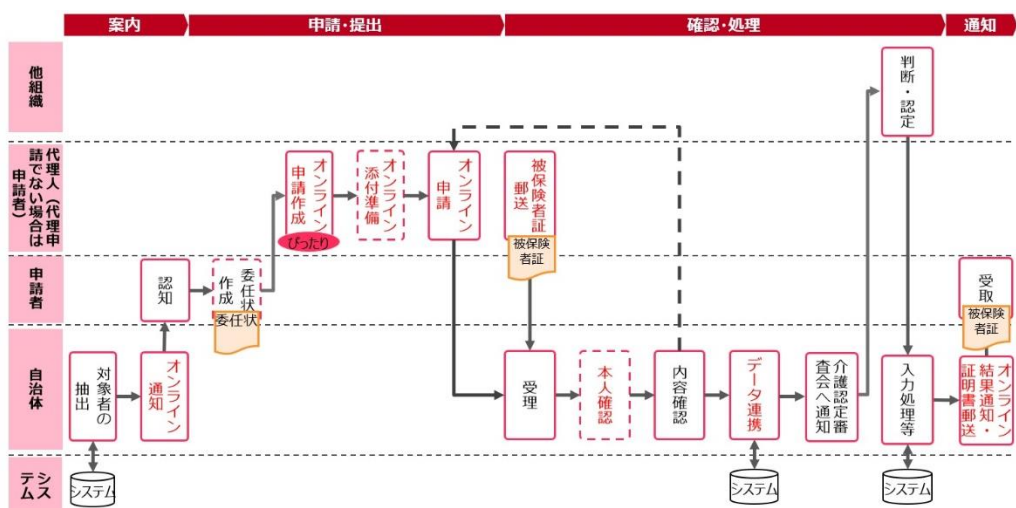 案内
申請・提出
確認・処理
通知
他組織
判断・認定
代理人（代理申
請でない場合は
申請者）
オンライン
申請作成
ぴったり
オンライン
添付準備
オンライン
申請
被保険者証
郵送
被保険
者証
申請者
認知
委任状
作成
委任状
受取
被保険
者証
自治体
対象者の
抽出
オンライン
通知
受理
本人確認
内容確認
データ連携
介護認定審
査会へ通知
入力処理等
オンライン
結果通知・
証明書郵送
シス
テム
システム
システム
システム